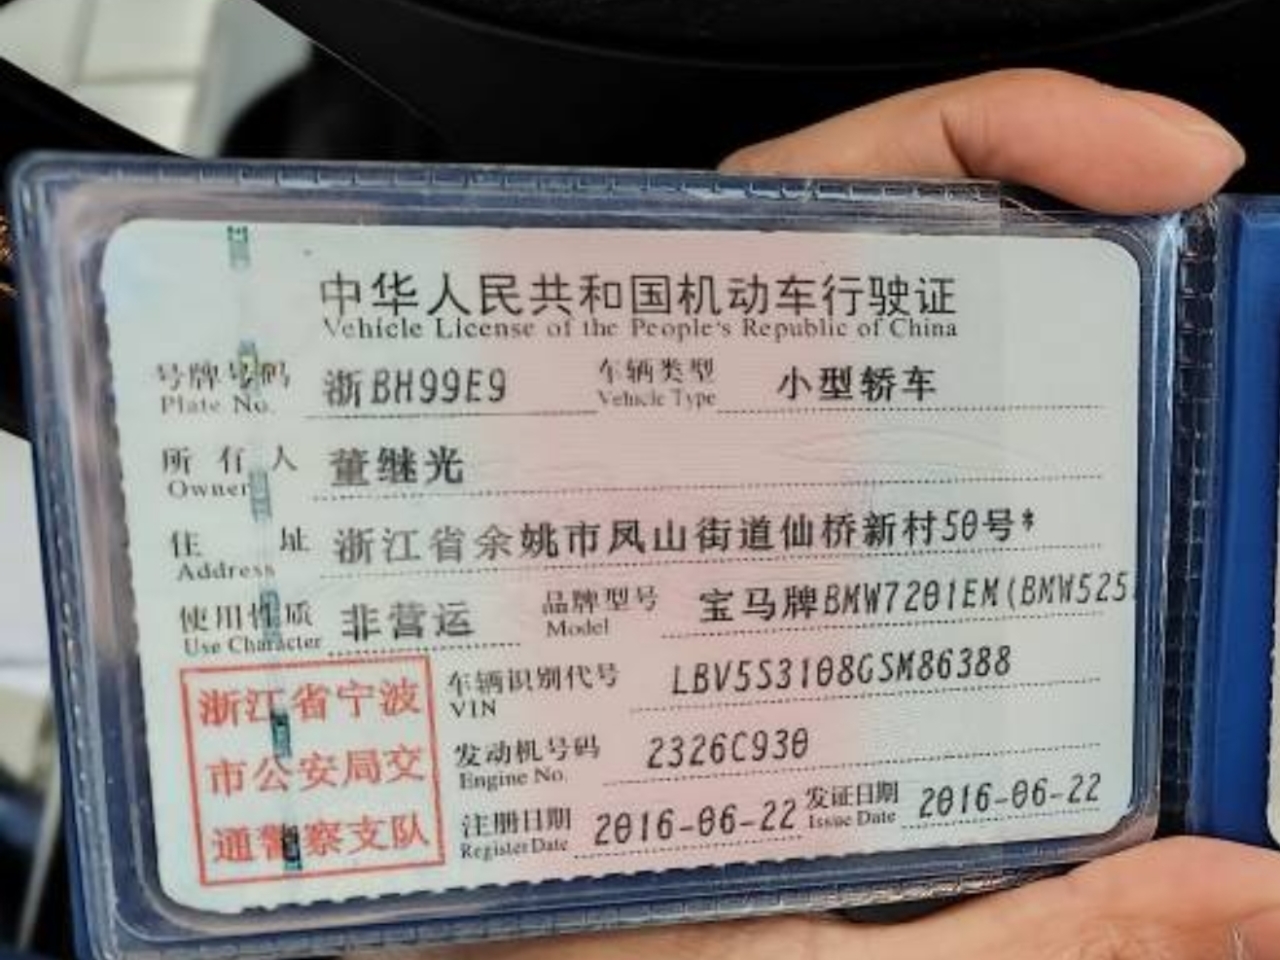 中华人民共和国机动车行驶证
Vehicle License of the People's Republic of China
号牌号码 浙BH99E9 车辆类型 小型轿车
Plate No. Vehicle Type
所有人 董继光
Owner
住址 浙江省余姚市凤山街道仙桥新村50号*
Address
使用性质 非营运 品牌型号 宝马牌BMW7201EM(BMW525
Use Character Model
浙江省宁波
市公安局交
通警察支队
车辆识别代号 LBV5S3108GSM86388
VIN
发动机号码 2326C930
Engine No.
注册日期 2016-06-22 发证日期 2016-06-22
Register Date Issue Date